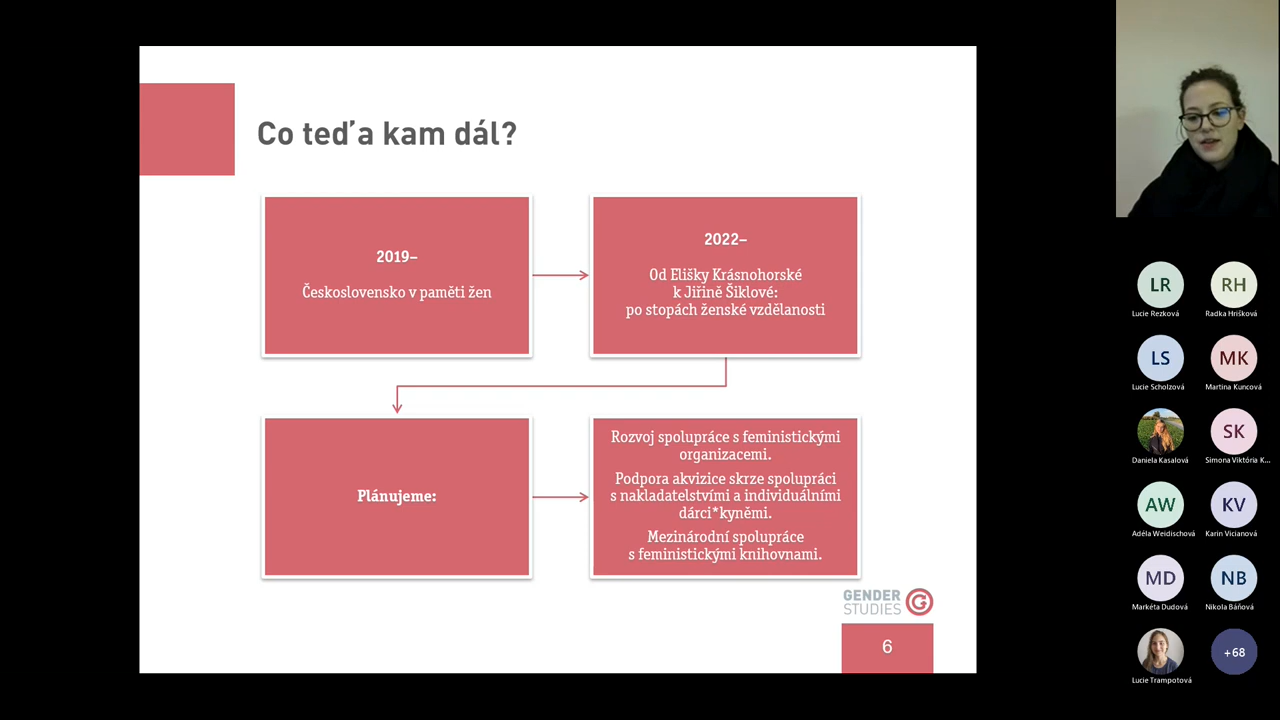 Co teď a kam dál?
2019–
Československo v paměti žen
2022–
Od Elišky Krásnohorské
k Jiřině Šiklové:
po stopách ženské vzdělanosti
Plánujeme:
Rozvoj spolupráce s feministickými
organizacemi.
Podpora akvizice skrze spolupráci
s nakladatelstvími a individuálními
dárci*kyněmi.
Mezinárodní spolupráce
s feministickými knihovnami.
GENDER
STUDIES
G
6
LR
Lucie Rezková
RH
Radka Hrišková
LS
Lucie Scholzová
MK
Martina Kuncová
Daniela Kasalová
SK
Simona Viktória K...
AW
Adéla Weidischová
KV
Karin Vicianová
MD
Markéta Dudová
NB
Nikola Báňová
Lucie Trampotová
+68